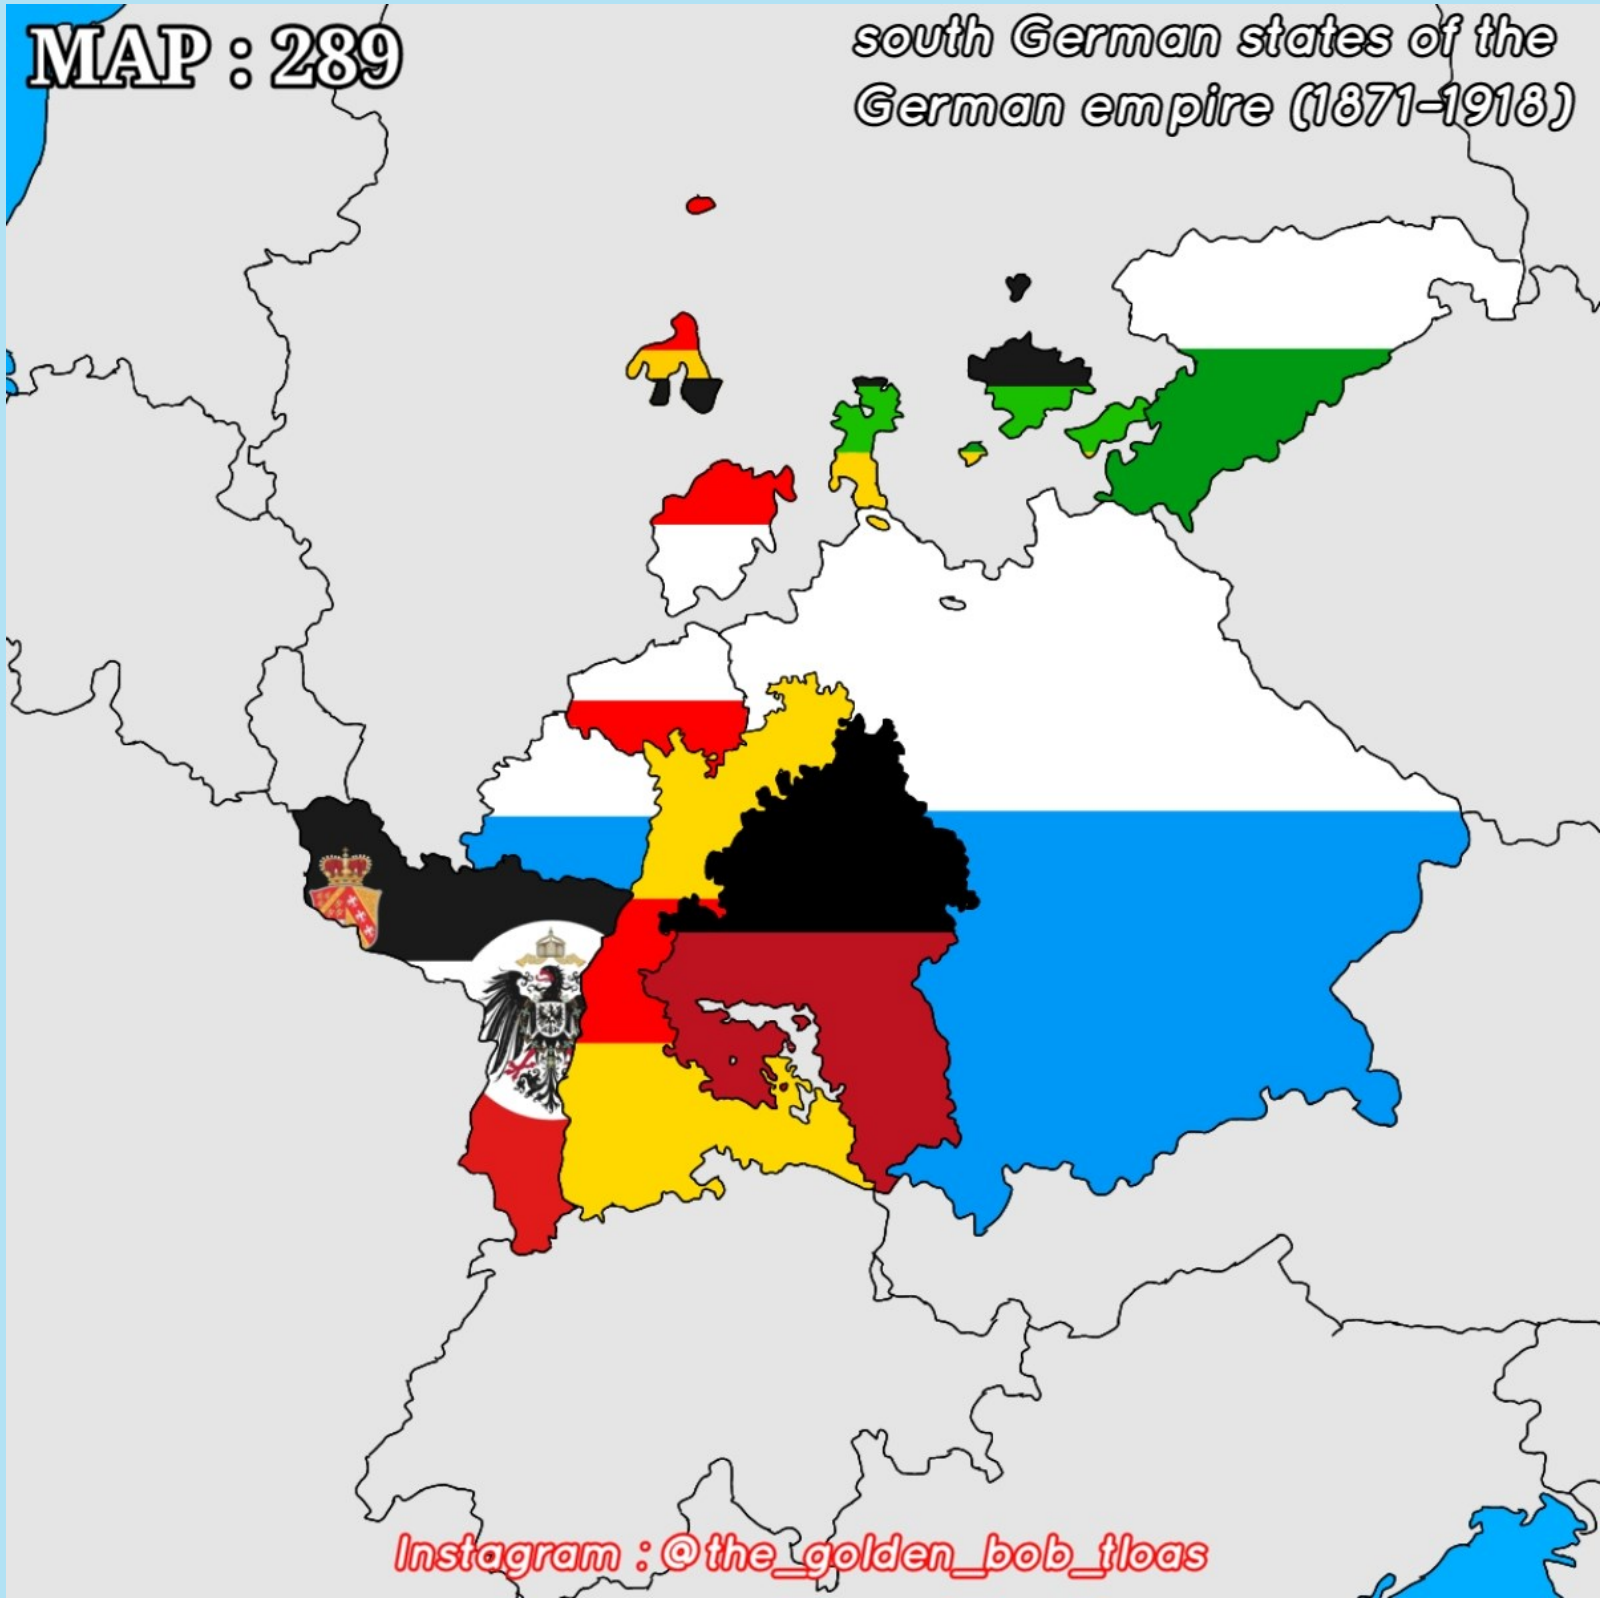 MAP : 289
south German states of the
German empire (1871-1918)
Instagram : @the_golden_bob_tloas